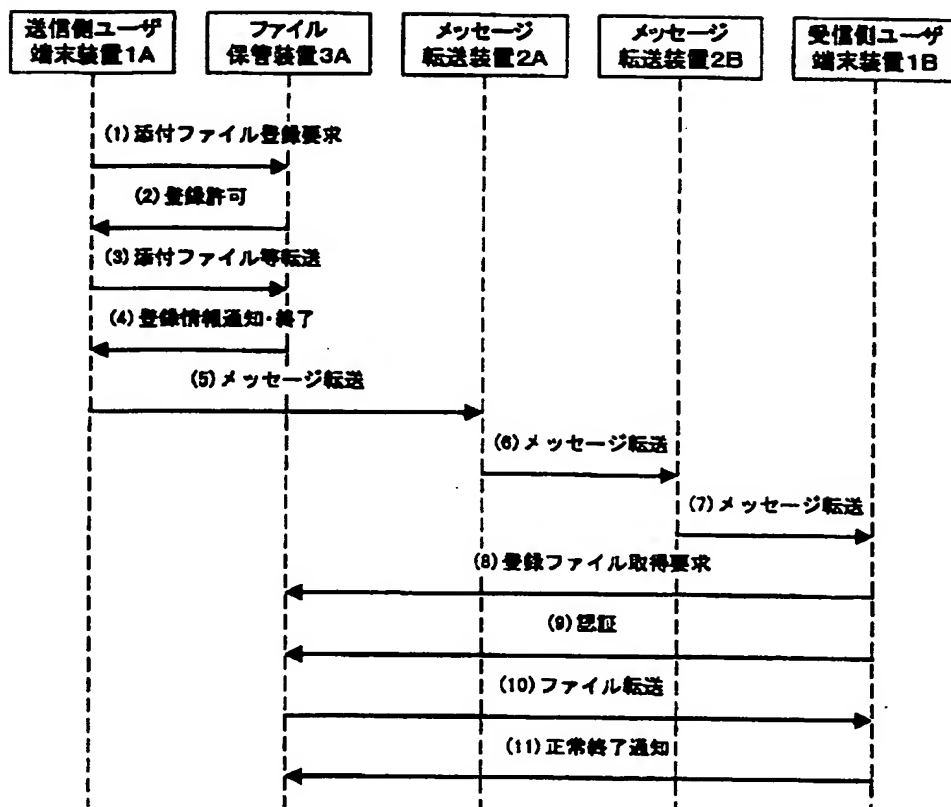 送信側ユーザ
端末装置1A
ファイル
保管装置3A
メッセージ
転送装置2A
メッセージ
転送装置2B
受信側ユーザ
端末装置1B
(1)添付ファイル登録要求
(2)登録許可
(3)添付ファイル等転送
(4)登録情報通知・終了
(5)メッセージ転送
(6)メッセージ転送
(7)メッセージ転送
(8)登録ファイル取得要求
(9)認証
(10)ファイル転送
(11)正常終了通知